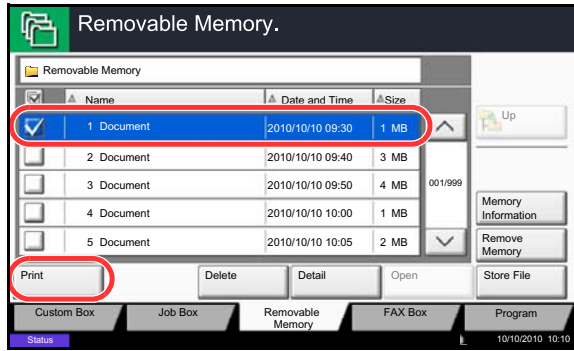 Removable Memory.
Removable Memory
Name Date and Time Size
1 Document 2010/10/10 09:30 1 MB
2 Document 2010/10/10 09:40 3 MB
3 Document 2010/10/10 09:50 4 MB
4 Document 2010/10/10 10:00 1 MB
5 Document 2010/10/10 10:05 2 MB
001/999
Up
Memory
Information
Remove
Memory
Print Delete Detail Open Store File
Custom Box Job Box Removable
Memory FAX Box Program
Status 10/10/2010 10:10